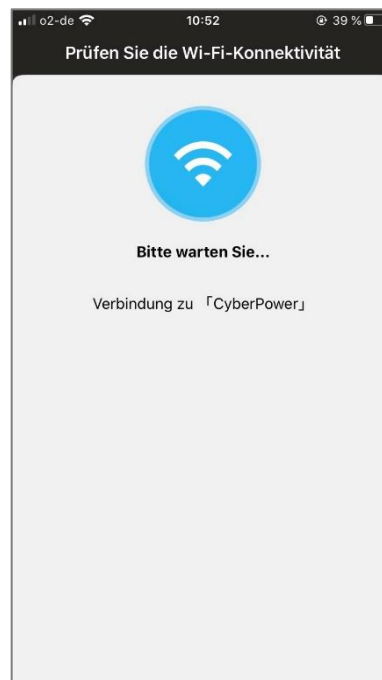 o2-de 10:52 39 %
Prüfen Sie die Wi-Fi-Konnektivität
Bitte warten Sie...
Verbindung zu 「CyberPower」